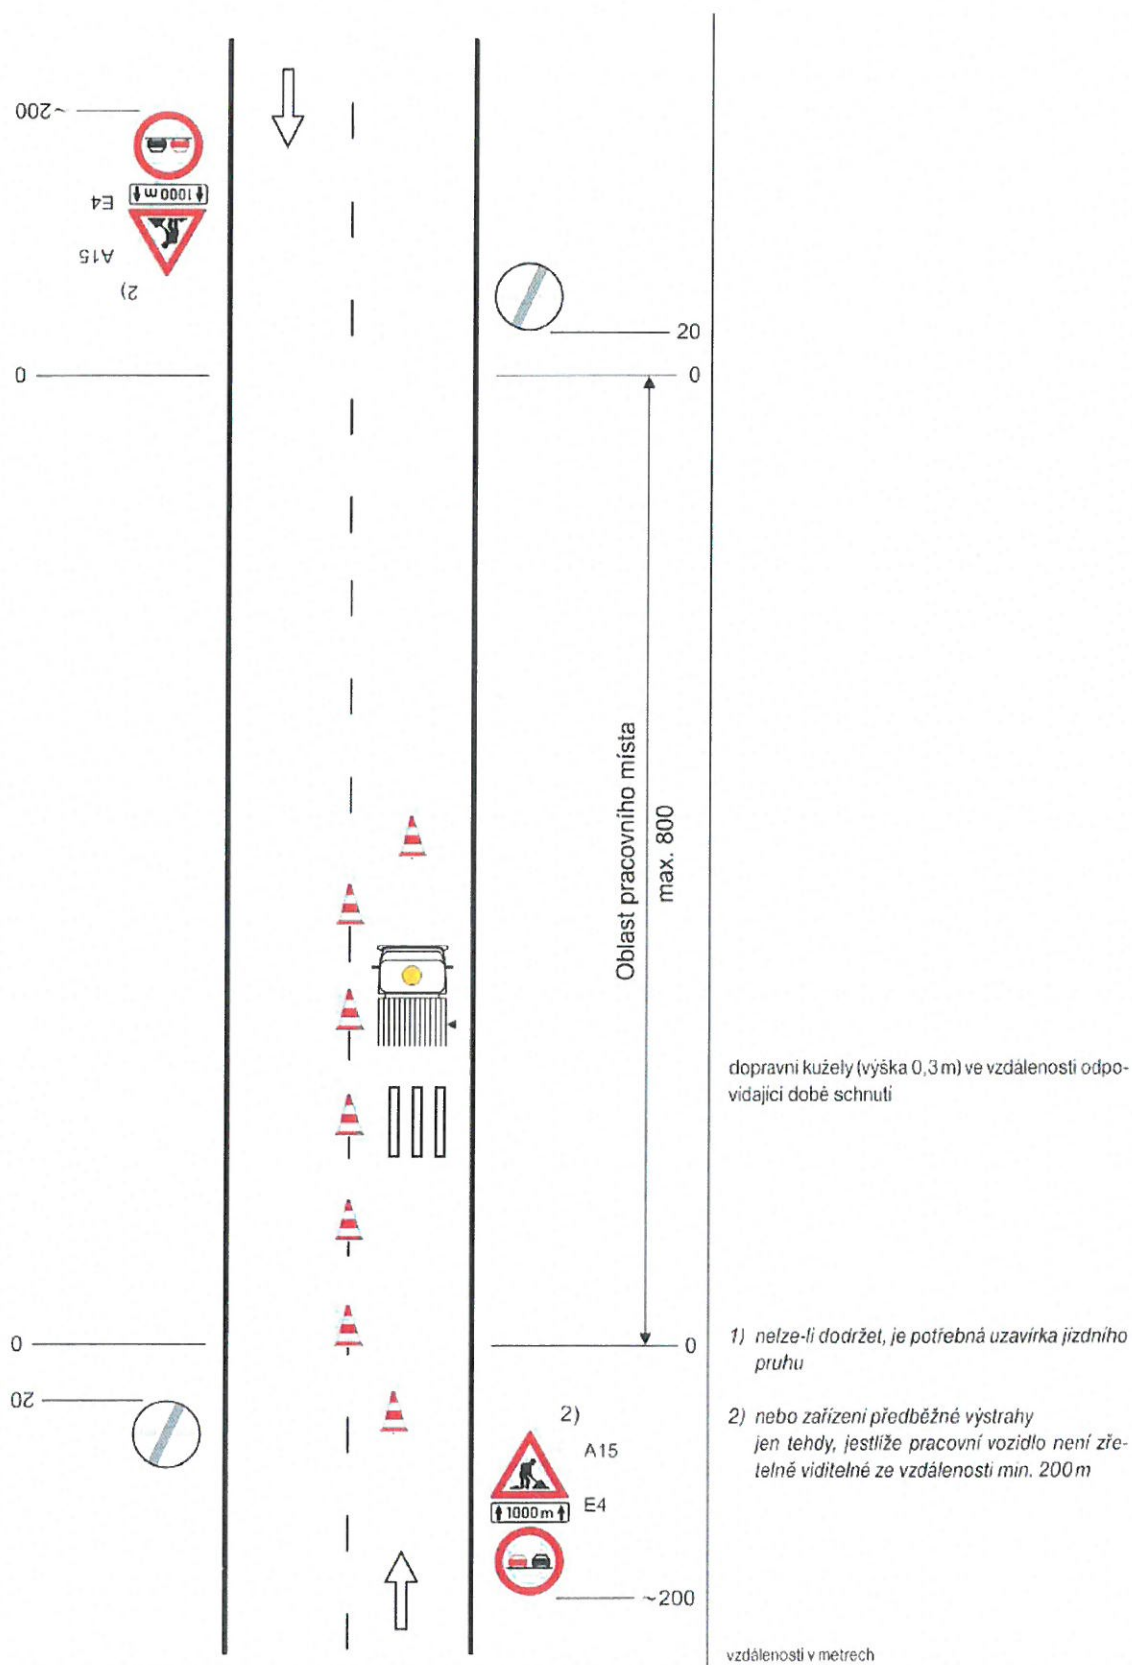 ~200
1000 m
E4
A15
2)
20
0
0
Oblast pracovního místa
max. 800
dopravní kužely (výška 0,3 m) ve vzdálenosti odpo-
vídající době schnutí
0
0
20
1) nelze-li dodržet, je potřebná uzavírka jízdního
pruhu
2) nebo zařízení předběžné výstrahy
jen tehdy, jestliže pracovní vozidlo není zře-
telně viditelné ze vzdálenosti min. 200 m
2)
A15
E4
1000 m
~200
vzdálenosti v metrech